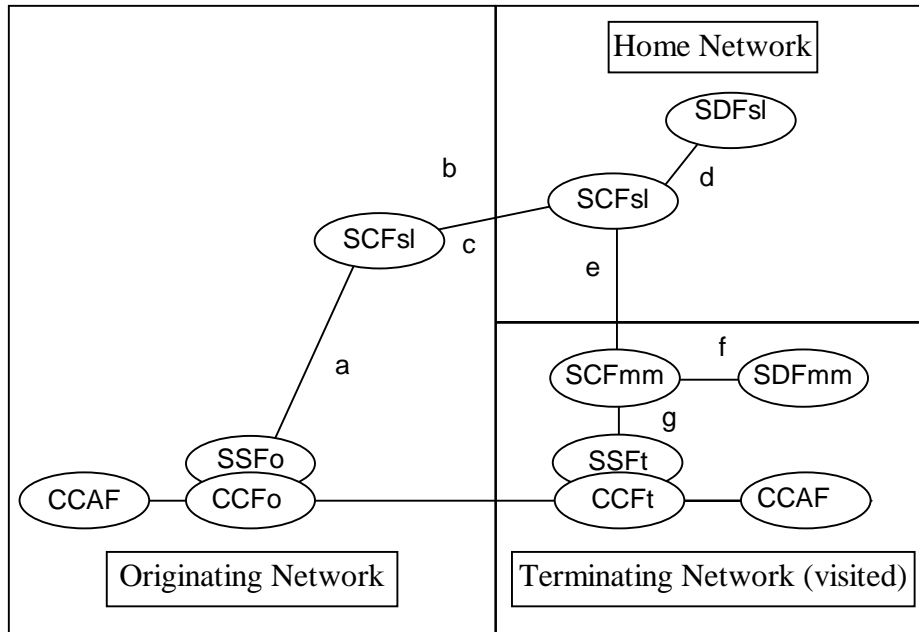 Home Network
SDFsl
b
d
SCFsl
SCFsl
c
e
f
a
SCFmm
SDFmm
g
SSFo
SSFt
CCAF
CCFo
CCFt
CCAF
Originating Network
Terminating Network (visited)